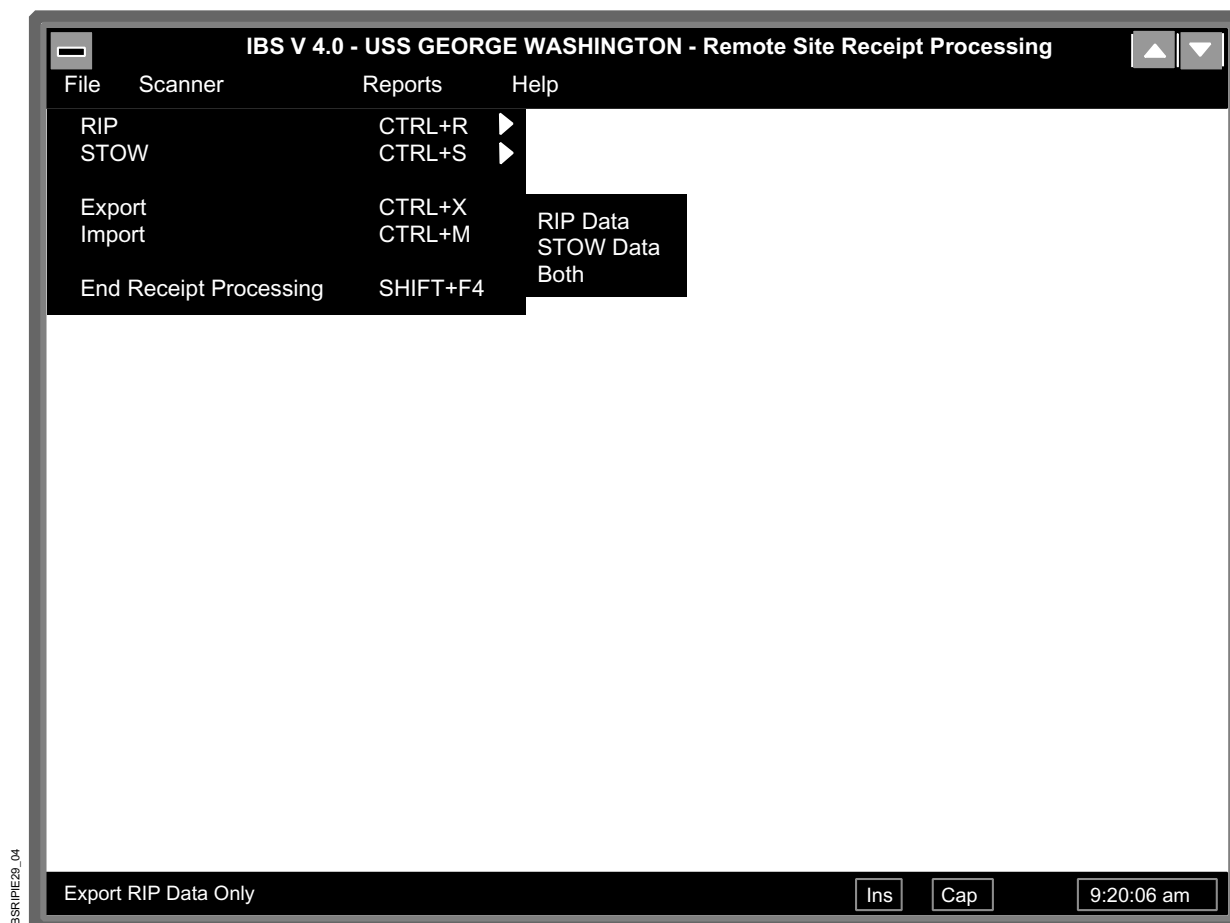 IBS V 4.0 - USS GEORGE WASHINGTON - Remote Site Receipt Processing
File Scanner Reports Help
RIP CTRL+R
STOW CTRL+S
Export CTRL+X
Import CTRL+M
End Receipt Processing SHIFT+F4
RIP Data
STOW Data
Both
Export RIP Data Only Ins Cap 9:20:06 am
BSRIPIE29_04